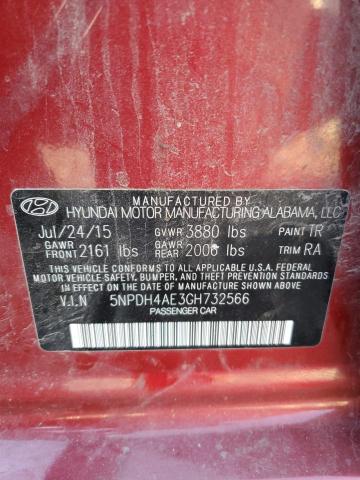 MANUFACTURED BY
HYUNDAI MOTOR MANUFACTURING ALABAMA, LLC
Jul/24/15 GVWR 3880 lbs PAINT TR
GAWR FRONT 2161 lbs GAWR REAR 2006 lbs TRIM RA
THIS VEHICLE CONFORMS TO ALL APPLICABLE U.S.A FEDERAL
MOTOR VEHICLE SAFETY, BUMPER, AND THEFT PREVENTION
STANDARDS IN EFFECT ON THE DATE OF MANUFACTURE SHOWN ABOVE.
V.I.N 5NPDH4AE3GH732566
PASSENGER CAR